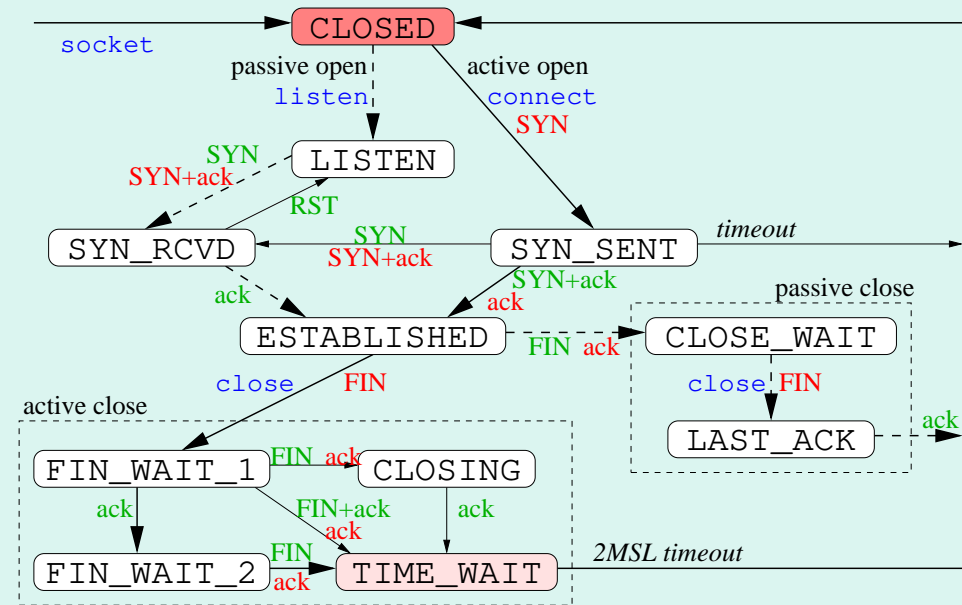 CLOSED
socket
passive open
active open
listen
connect
SYN
LISTEN
SYN
SYN+ack
RST
SYN_RCVD
SYN
SYN+ack
SYN_SENT
timeout
ack
SYN+ack
ack
passive close
ESTABLISHED
FIN ack
CLOSE_WAIT
close FIN
close FIN
active close
LAST_ACK
ack
FIN_WAIT_1
FIN ack
CLOSING
ack
FIN+ack
ack
ack
FIN_WAIT_2
FIN
ack
TIME_WAIT
2MSL timeout